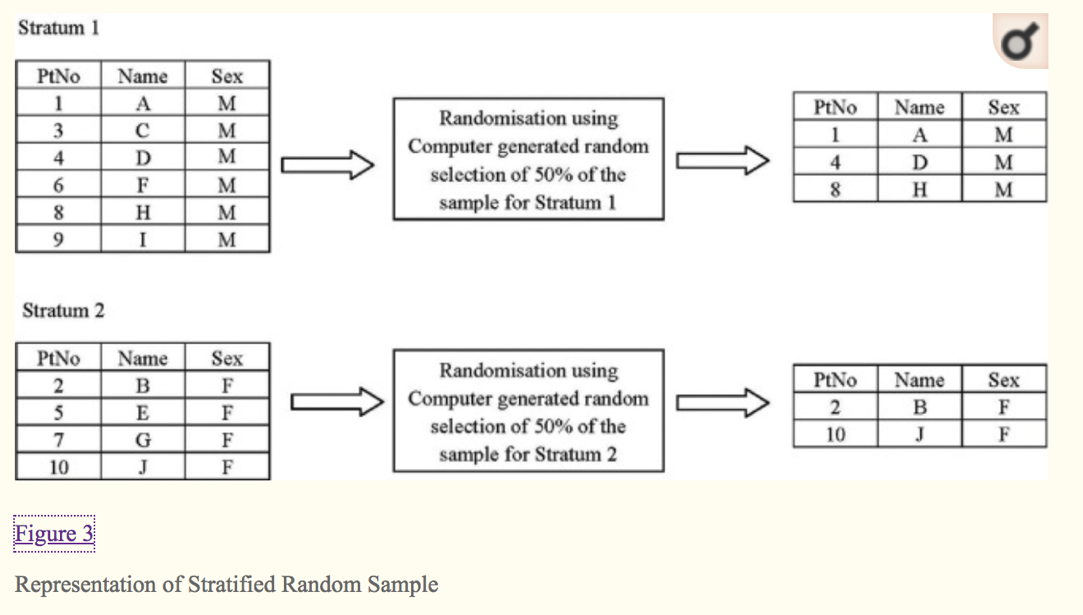 Stratum 1
PtNo Name Sex
1 A M
3 C M
4 D M
6 F M
8 H M
9 I M
Randomisation using
Computer generated random
selection of 50% of the
sample for Stratum 1
PtNo Name Sex
1 A M
4 D M
8 H M
Stratum 2
PtNo Name Sex
2 B F
5 E F
7 G F
10 J F
Randomisation using
Computer generated random
selection of 50% of the
sample for Stratum 2
PtNo Name Sex
2 B F
10 J F
Figure 3
Representation of Stratified Random Sample